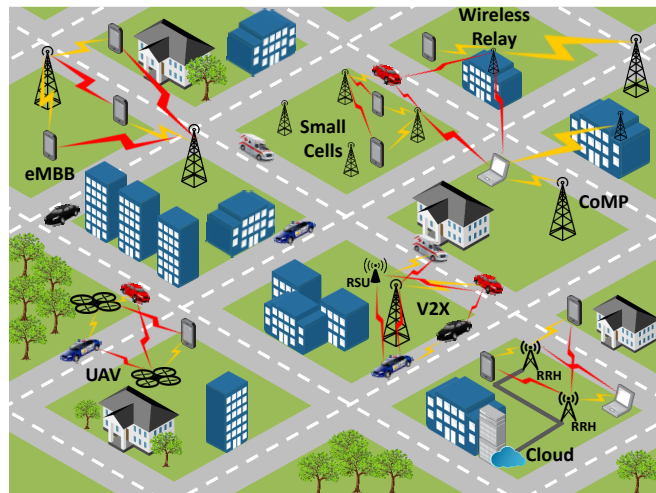 Wireless
Relay
Small
Cells
eMBB
CoMP
RSU
V2X
UAV
RRH
RRH
Cloud